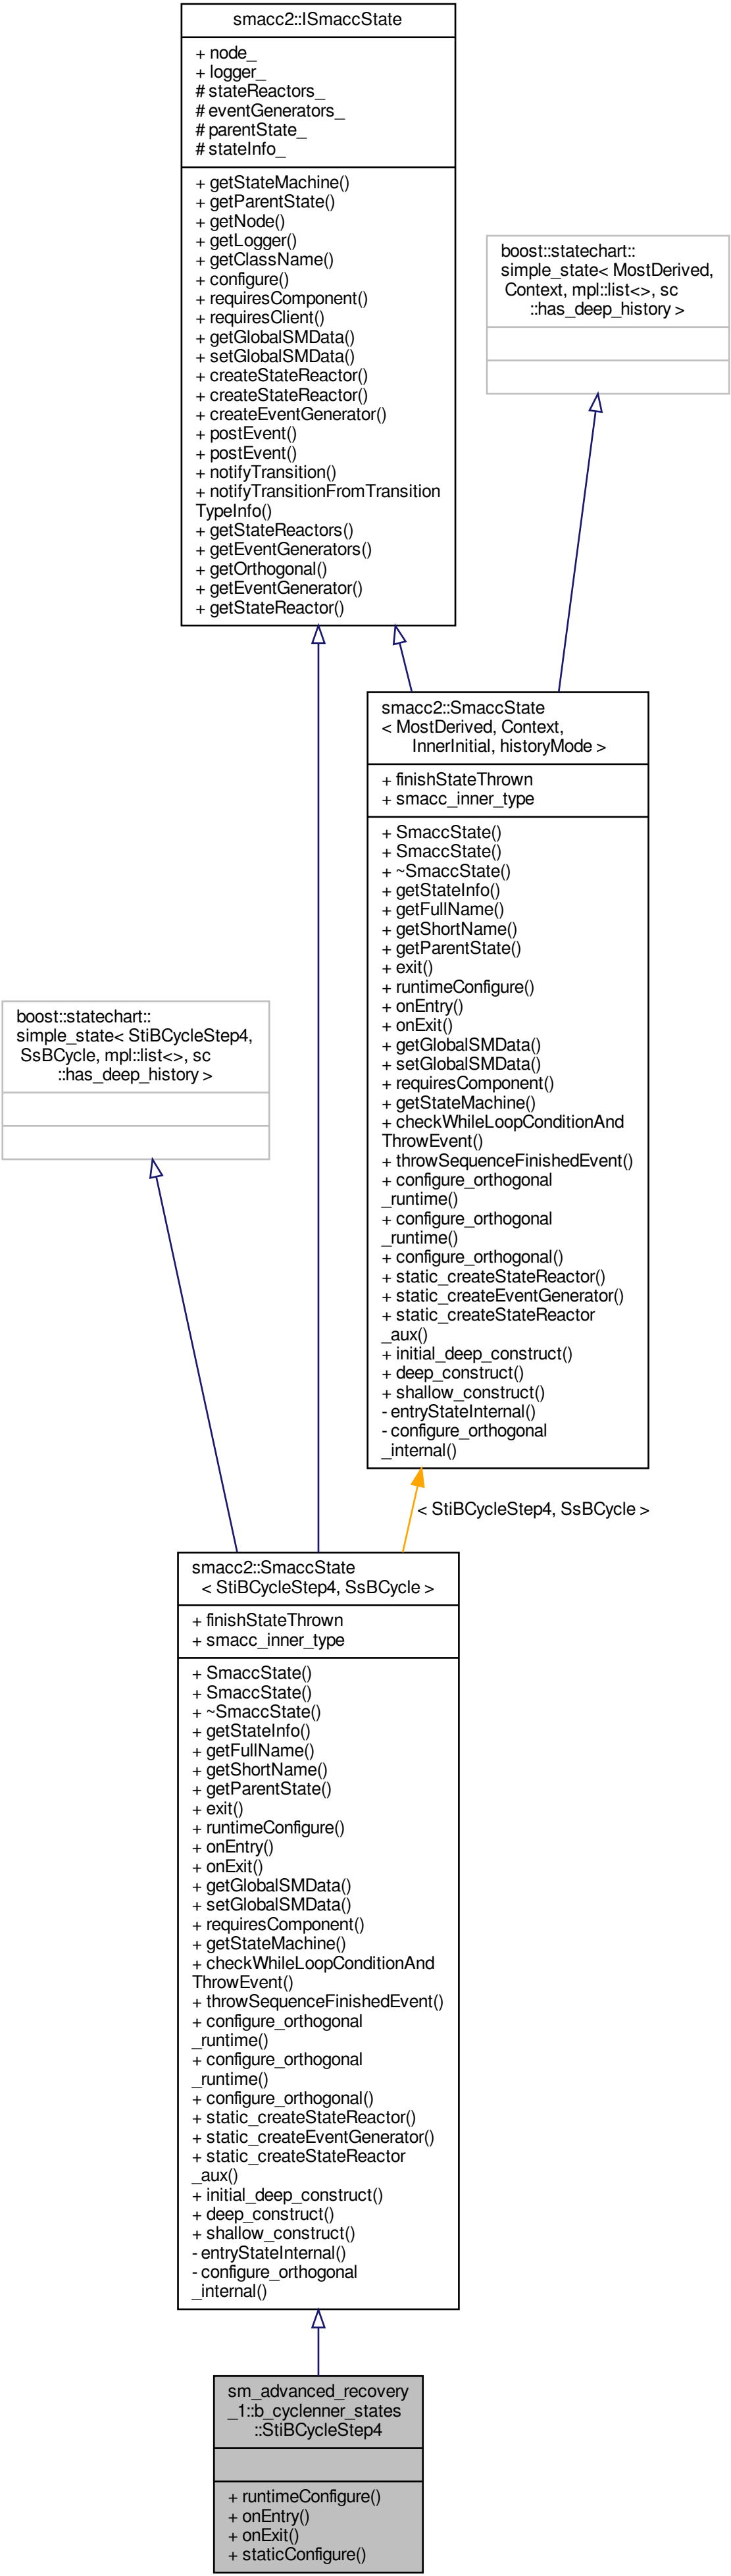 smacc2::ISmaccState
+ node_
+ logger_
# stateReactors_
# eventGenerators_
# parentState_
# stateInfo_
+ getStateMachine()
+ getParentState()
+ getNode()
+ getLogger()
+ getClassName()
+ configure()
+ requiresComponent()
+ requiresClient()
+ getGlobalSMData()
+ setGlobalSMData()
+ createStateReactor()
+ createStateReactor()
+ createEventGenerator()
+ postEvent()
+ postEvent()
+ notifyTransition()
+ notifyTransitionFromTransition
TypeInfo()
+ getStateReactors()
+ getEventGenerators()
+ getOrthogonal()
+ getEventGenerator()
+ getStateReactor()
boost::statechart::
simple_state< MostDerived,
Context, mpl::list<>, sc
::has_deep_history >
smacc2::SmaccState
< MostDerived, Context,
InnerInitial, historyMode >
+ finishStateThrown
+ smacc_inner_type
+ SmaccState()
+ SmaccState()
+ ~SmaccState()
+ getStateInfo()
+ getFullName()
+ getShortName()
+ getParentState()
+ exit()
+ runtimeConfigure()
+ onEntry()
+ onExit()
+ getGlobalSMData()
+ setGlobalSMData()
+ requiresComponent()
+ getStateMachine()
+ checkWhileLoopConditionAnd
ThrowEvent()
+ throwSequenceFinishedEvent()
+ configure_orthogonal
_runtime()
+ configure_orthogonal
_runtime()
+ configure_orthogonal()
+ static_createStateReactor()
+ static_createEventGenerator()
+ static_createStateReactor
_aux()
+ initial_deep_construct()
+ deep_construct()
+ shallow_construct()
- entryStateInternal()
- configure_orthogonal
_internal()
boost::statechart::
simple_state< StiBCycleStep4,
SsBCycle, mpl::list<>, sc
::has_deep_history >
< StiBCycleStep4, SsBCycle >
smacc2::SmaccState
< StiBCycleStep4, SsBCycle >
+ finishStateThrown
+ smacc_inner_type
+ SmaccState()
+ SmaccState()
+ ~SmaccState()
+ getStateInfo()
+ getFullName()
+ getShortName()
+ getParentState()
+ exit()
+ runtimeConfigure()
+ onEntry()
+ onExit()
+ getGlobalSMData()
+ setGlobalSMData()
+ requiresComponent()
+ getStateMachine()
+ checkWhileLoopConditionAnd
ThrowEvent()
+ throwSequenceFinishedEvent()
+ configure_orthogonal
_runtime()
+ configure_orthogonal
_runtime()
+ configure_orthogonal()
+ static_createStateReactor()
+ static_createEventGenerator()
+ static_createStateReactor
_aux()
+ initial_deep_construct()
+ deep_construct()
+ shallow_construct()
- entryStateInternal()
- configure_orthogonal
_internal()
sm_advanced_recovery
_1::b_cyclenner_states
::StiBCycleStep4
+ runtimeConfigure()
+ onEntry()
+ onExit()
+ staticConfigure()